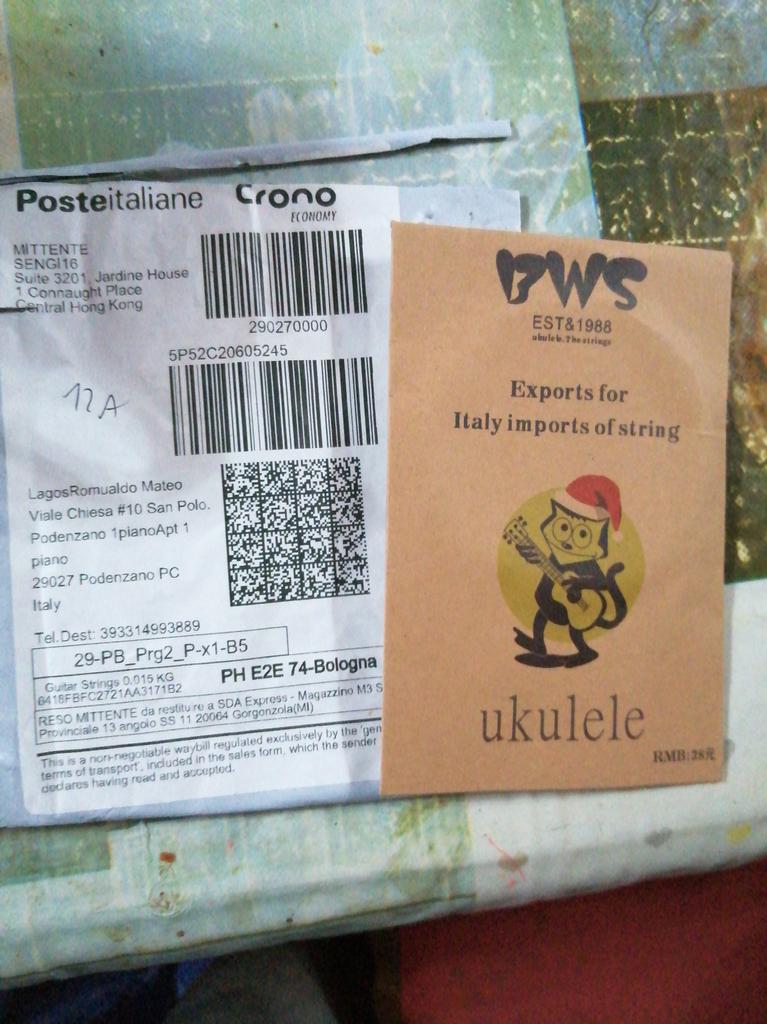 Posteitaliane Crono
ECONOMY
MITTENTE
SENGI16
Suite 3201, Jardine House
1 Connaught Place
Central Hong Kong
290270000
5P52C20605245
12A
LagosRomualdo Mateo
Viale Chiesa #10 San Polo.
Podenzano 1pianoApt 1
piano
29027 Podenzano PC
Italy
Tel.Dest: 393314993889
29-PB_Prg2_P-x1-B5
Guitar Strings 0.015 KG
6418FBFC2721AA3171B2
PH E2E 74-Bologna
RESO MITTENTE da restituire a SDA Express - Magazzino M3 S
Provinciale 13 angolo SS 11 20064 Gorgonzola(MI)
This is a non-negotiable waybill regulated exclusively by the 'gen
terms of transport', included in the sales form, which the sender
declares having read and accepted.
BWS
EST&1988
ukulele.The strings
Exports for
Italy imports of string
ukulele
RMB:28元